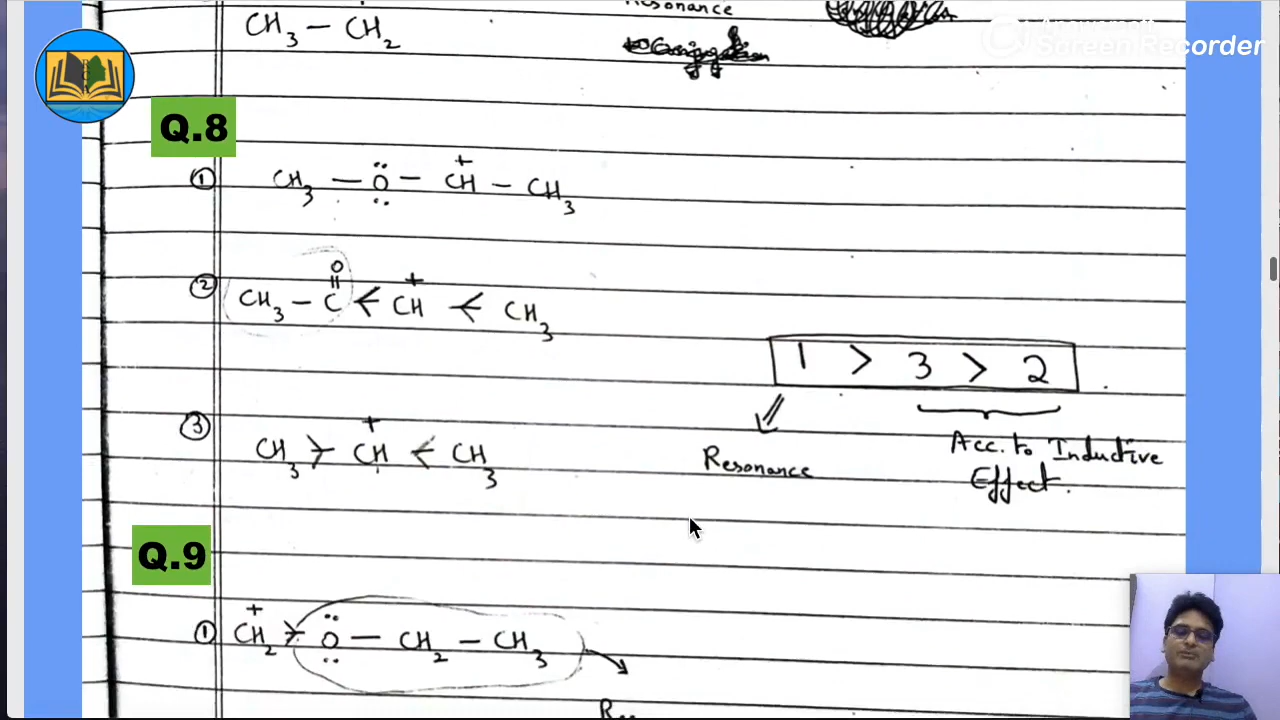 Resonance
CH3 – CH2
Screen Recorder
Q.8
① CH3 – Ö – CH – CH3
+
O
② CH3 – C < CH < CH3
+
1 > 3 > 2
③ CH3 > CH < CH3
+
Acc. to Inductive
Effect.
Resonance
Q.9
+
① CH2 > Ö – CH2 – CH3